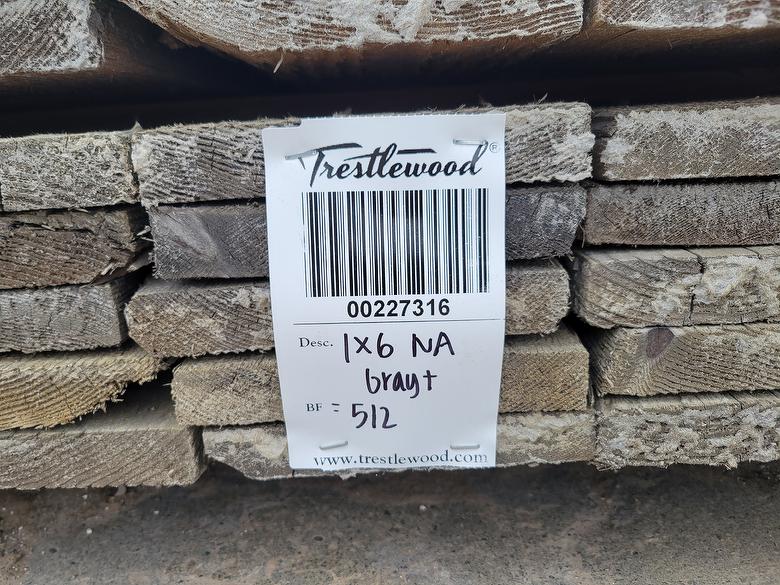 Trestlewood®
00227316
Desc. 1x6 NA
Gray+
BF = 512
www.trestlewood.com